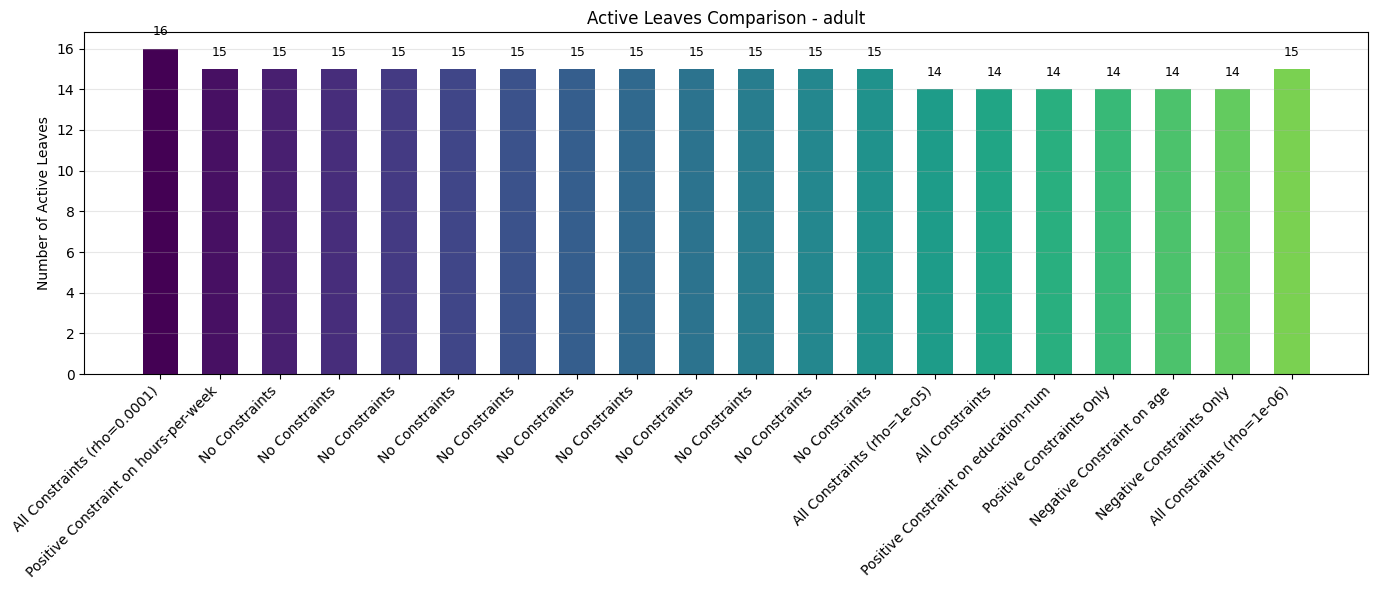 Active Leaves Comparison - adult
Number of Active Leaves
16
14
12
10
8
6
4
2
0
16
15
15
15
15
15
15
15
15
15
15
15
15
14
14
14
14
14
14
15
All Constraints (rho=0.0001)
Positive Constraint on hours-per-week
No Constraints
No Constraints
No Constraints
No Constraints
No Constraints
No Constraints
No Constraints
No Constraints
No Constraints
No Constraints
No Constraints
All Constraints (rho=1e-05)
All Constraints
Positive Constraint on education-num
Positive Constraints Only
Negative Constraint on age
Negative Constraints Only
All Constraints (rho=1e-06)